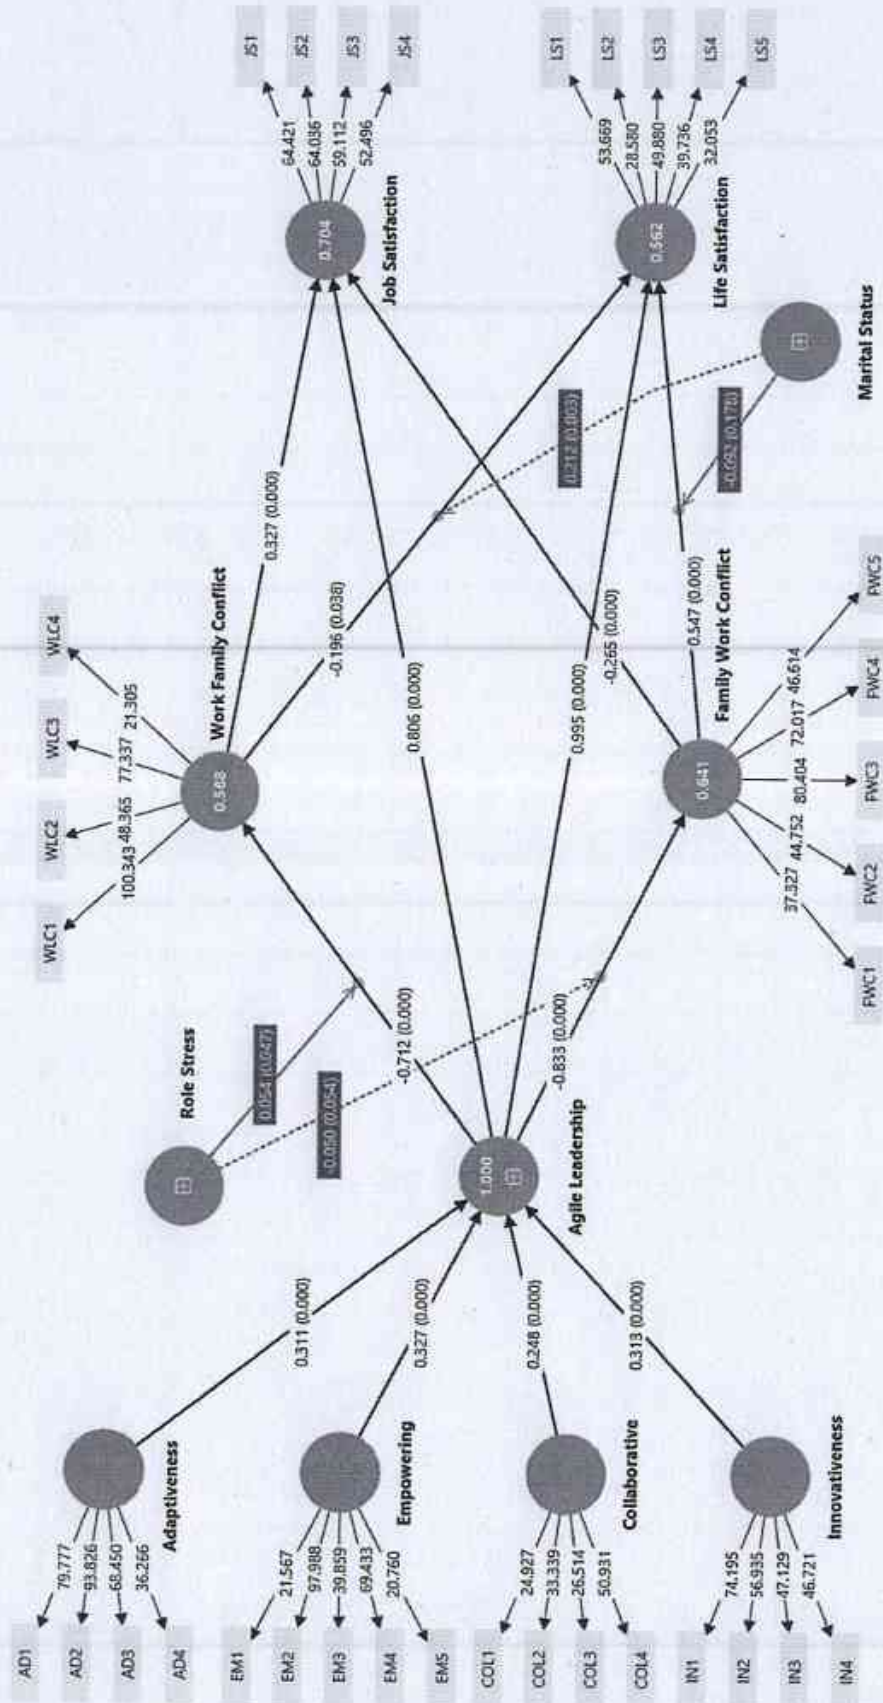 AD1
AD2
AD3
AD4
79.777
93.826
68.450
36.266
Adaptiveness
EM1
EM2
EM3
EM4
EM5
21.567
97.988
39.859
69.433
20.760
Empowering
COL1
COL2
COL3
COL4
24.927
33.339
26.514
50.931
Collaborative
IN1
IN2
IN3
IN4
74.195
56.935
47.129
46.721
Innovativeness
0.311 (0.000)
0.327 (0.000)
0.248 (0.000)
0.313 (0.000)
1.000
Agile Leadership
Role Stress
0.054 (0.047)
-0.050 (0.054)
-0.712 (0.000)
-0.833 (0.000)
0.806 (0.000)
0.995 (0.000)
WLC1
WLC2
WLC3
WLC4
100.343
48.365
77.337
21.305
0.568
Work Family Conflict
0.327 (0.000)
-0.196 (0.038)
FWC1
FWC2
FWC3
FWC4
FWC5
37.327
44.752
80.404
72.017
46.614
0.641
Family Work Conflict
-0.265 (0.000)
0.547 (0.000)
0.212 (0.003)
-0.092 (0.178)
Marital Status
0.704
Job Satisfaction
64.421
64.036
59.112
52.496
JS1
JS2
JS3
JS4
0.562
Life Satisfaction
53.669
28.580
49.880
39.736
32.053
LS1
LS2
LS3
LS4
LS5